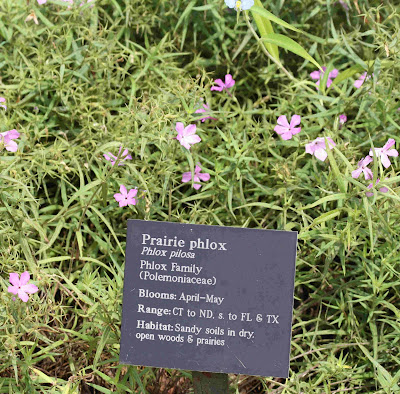 Prairie phlox
Phlox pilosa
Phlox Family
(Polemoniaceae)
Blooms: April-May
Range: CT to ND, s. to FL & TX
Habitat: Sandy soils in dry,
open woods & prairies